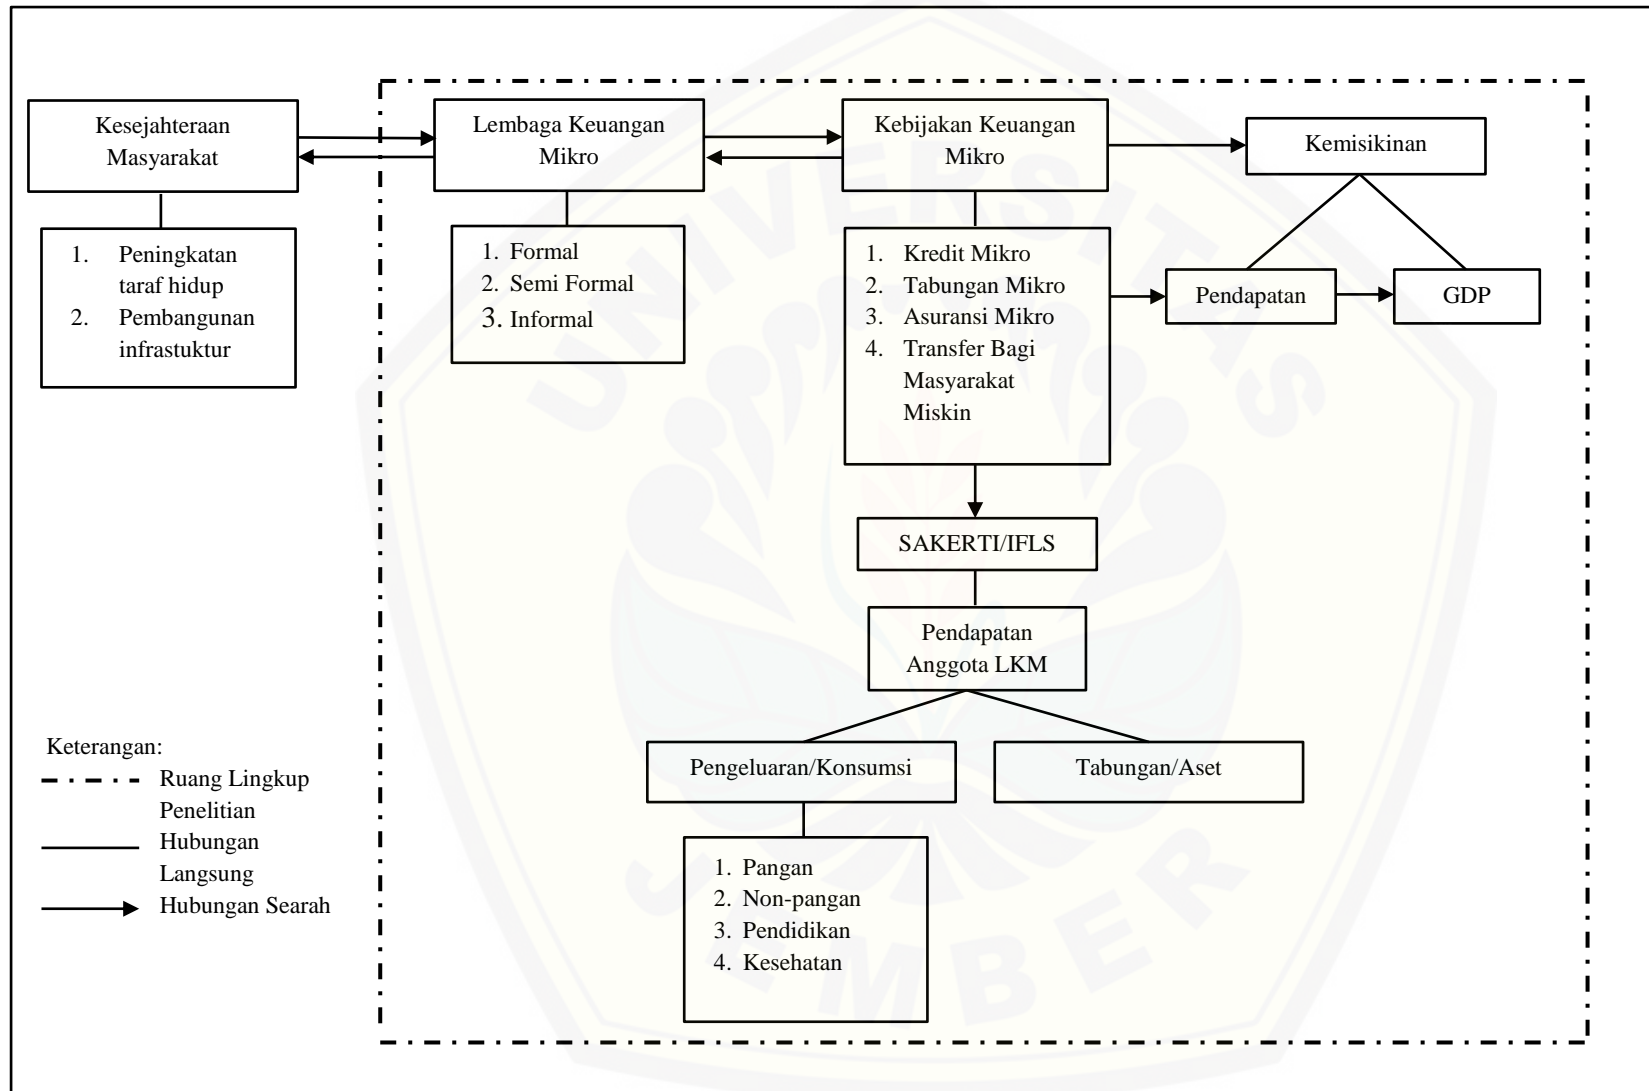 Kesejahteraan
Masyarakat
1. Peningkatan
taraf hidup
2. Pembangunan
infrastuktur
Lembaga Keuangan
Mikro
1. Formal
2. Semi Formal
3. Informal
Kebijakan Keuangan
Mikro
1. Kredit Mikro
2. Tabungan Mikro
3. Asuransi Mikro
4. Transfer Bagi
Masyarakat
Miskin
Kemisikinan
Pendapatan
GDP
SAKERTI/IFLS
Pendapatan
Anggota LKM
Pengeluaran/Konsumsi
Tabungan/Aset
1. Pangan
2. Non-pangan
3. Pendidikan
4. Kesehatan
Keterangan:
Ruang Lingkup
Penelitian
Hubungan
Langsung
Hubungan Searah
UNIVERSITAS
JEMBER